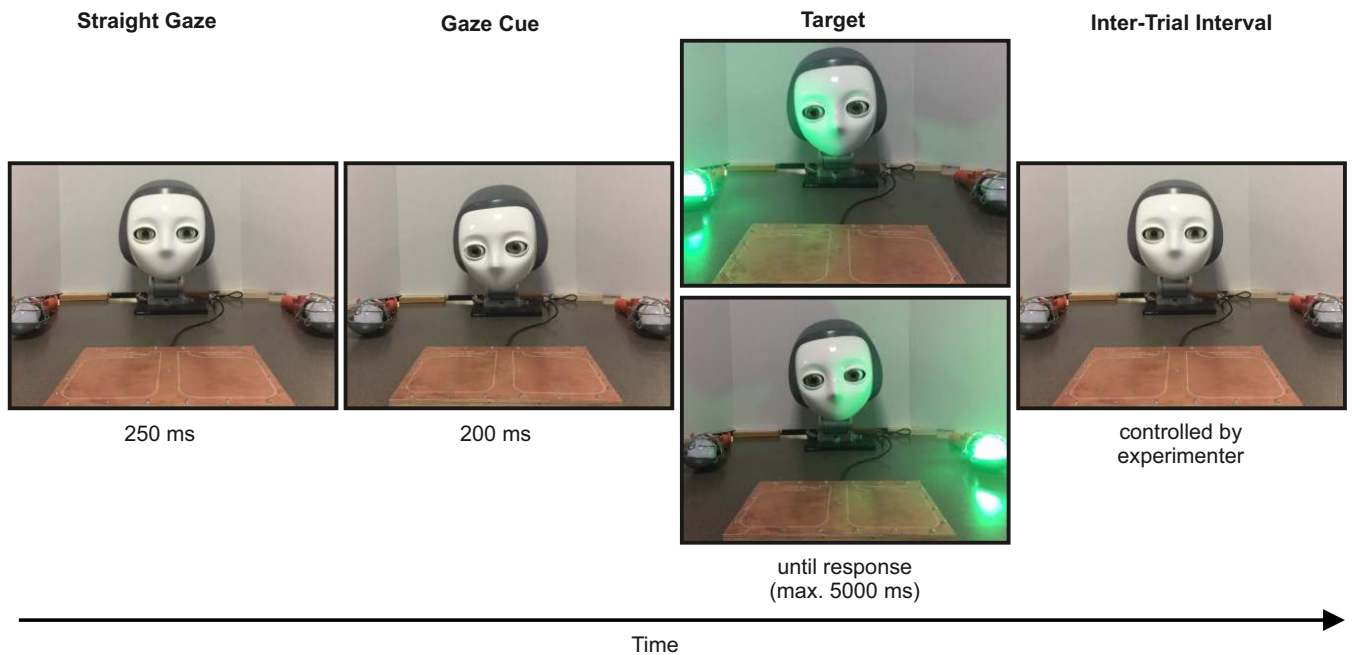 Straight Gaze
Gaze Cue
Target
Inter-Trial Interval
250 ms
200 ms
until response
(max. 5000 ms)
controlled by
experimenter
Time